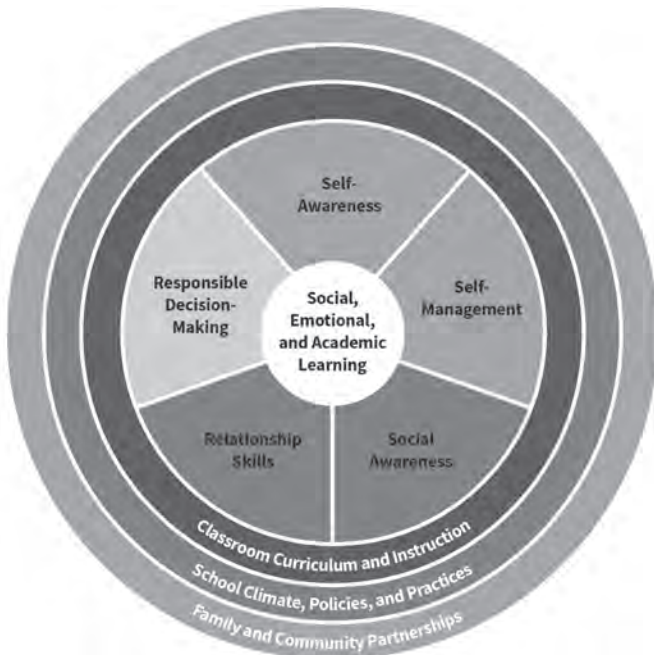 Self-
Awareness
Self-
Management
Social
Awareness
Relationship
Skills
Responsible
Decision-
Making
Social,
Emotional,
and Academic
Learning
Classroom Curriculum and Instruction
School Climate, Policies, and Practices
Family and Community Partnerships